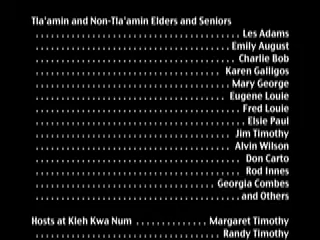 Tla'amin and Non-Tla'amin Elders and Seniors
. . . . . . . . . . . . . . . . . . . . . . . . . . . . . . . . . . . . . Les Adams
. . . . . . . . . . . . . . . . . . . . . . . . . . . . . . . . . . . Emily August
. . . . . . . . . . . . . . . . . . . . . . . . . . . . . . . . . . . . Charlie Bob
. . . . . . . . . . . . . . . . . . . . . . . . . . . . . . . . . . Karen Galligos
. . . . . . . . . . . . . . . . . . . . . . . . . . . . . . . . . . . Mary George
. . . . . . . . . . . . . . . . . . . . . . . . . . . . . . . . . . Eugene Louie
. . . . . . . . . . . . . . . . . . . . . . . . . . . . . . . . . . . . . Fred Louie
. . . . . . . . . . . . . . . . . . . . . . . . . . . . . . . . . . . . . Elsie Paul
. . . . . . . . . . . . . . . . . . . . . . . . . . . . . . . . . . . . Jim Timothy
. . . . . . . . . . . . . . . . . . . . . . . . . . . . . . . . . . . Alvin Wilson
. . . . . . . . . . . . . . . . . . . . . . . . . . . . . . . . . . . . . Don Carto
. . . . . . . . . . . . . . . . . . . . . . . . . . . . . . . . . . . . . Rod Innes
. . . . . . . . . . . . . . . . . . . . . . . . . . . . . . . . Georgia Combes
. . . . . . . . . . . . . . . . . . . . . . . . . . . . . . . . . . . . and Others
Hosts at Kleh Kwa Num . . . . . . . . . . . . . Margaret Timothy
. . . . . . . . . . . . . . . . . . . . . . . . . . . . . . . . . Randy Timothy